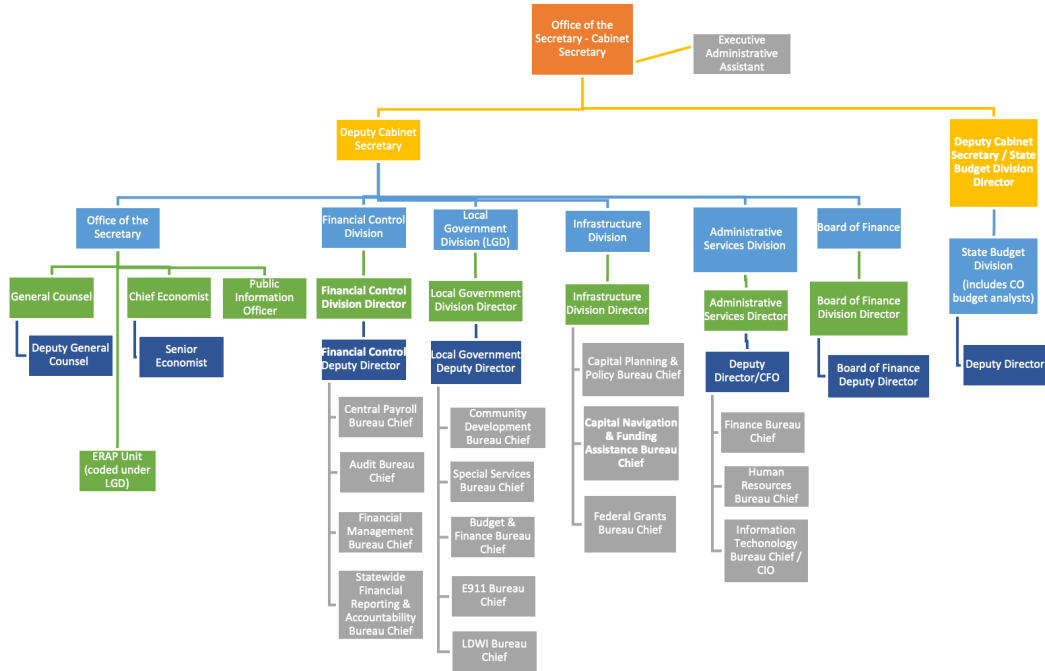 Office of the
Secretary - Cabinet
Secretary
Executive
Administrative
Assistant
Deputy Cabinet
Secretary
Deputy Cabinet
Secretary / State
Budget Division
Director
Office of the
Secretary
Financial Control
Division
Local
Government
Division (LGD)
Infrastructure
Division
Administrative
Services Division
Board of Finance
State Budget
Division
(includes CO
budget analysts)
General Counsel
Chief Economist
Public
Information
Officer
Financial Control
Division Director
Local Government
Division Director
Infrastructure
Division Director
Administrative
Services Director
Board of Finance
Division Director
Deputy General
Counsel
Senior
Economist
Financial Control
Deputy Director
Local Government
Deputy Director
Deputy
Director/CFO
Board of Finance
Deputy Director
Deputy Director
ERAP Unit
(coded under
LGD)
Central Payroll
Bureau Chief
Audit Bureau
Chief
Financial
Management
Bureau Chief
Statewide
Financial
Reporting &
Accountability
Bureau Chief
Community
Development
Bureau Chief
Special Services
Bureau Chief
Budget &
Finance Bureau
Chief
E911 Bureau
Chief
LDWI Bureau
Chief
Capital Planning &
Policy Bureau Chief
Capital Navigation
& Funding
Assistance Bureau
Chief
Federal Grants
Bureau Chief
Finance Bureau
Chief
Human
Resources
Bureau Chief
Information
Techonology
Bureau Chief /
CIO